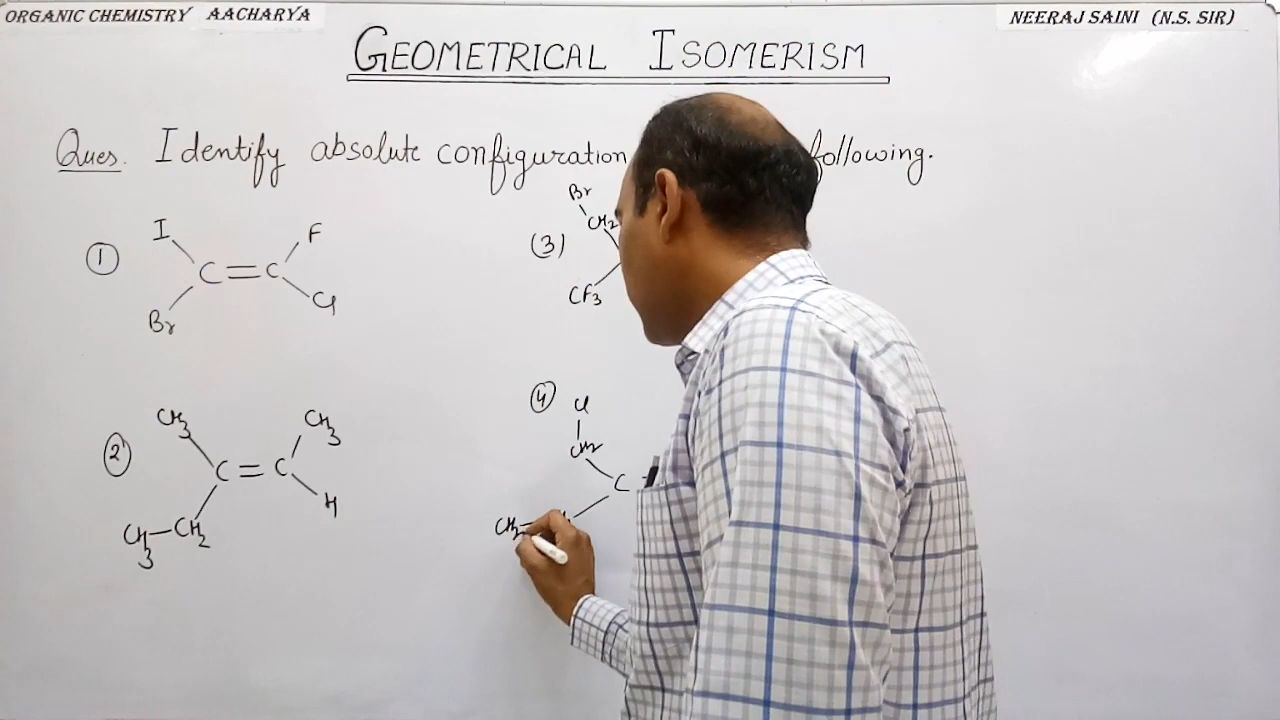 ORGANIC CHEMISTRY AACHARYA
NEERAJ SAINI (N.S. SIR)
GEOMETRICAL ISOMERISM
Ques. Identify absolute configuration following.
1
I
F
C = C
Br
Cl
2
CH3
CH3
C = C
CH3-CH2
H
(3)
Br
CH2
CF3
4
Cl
CH2
C
CH2